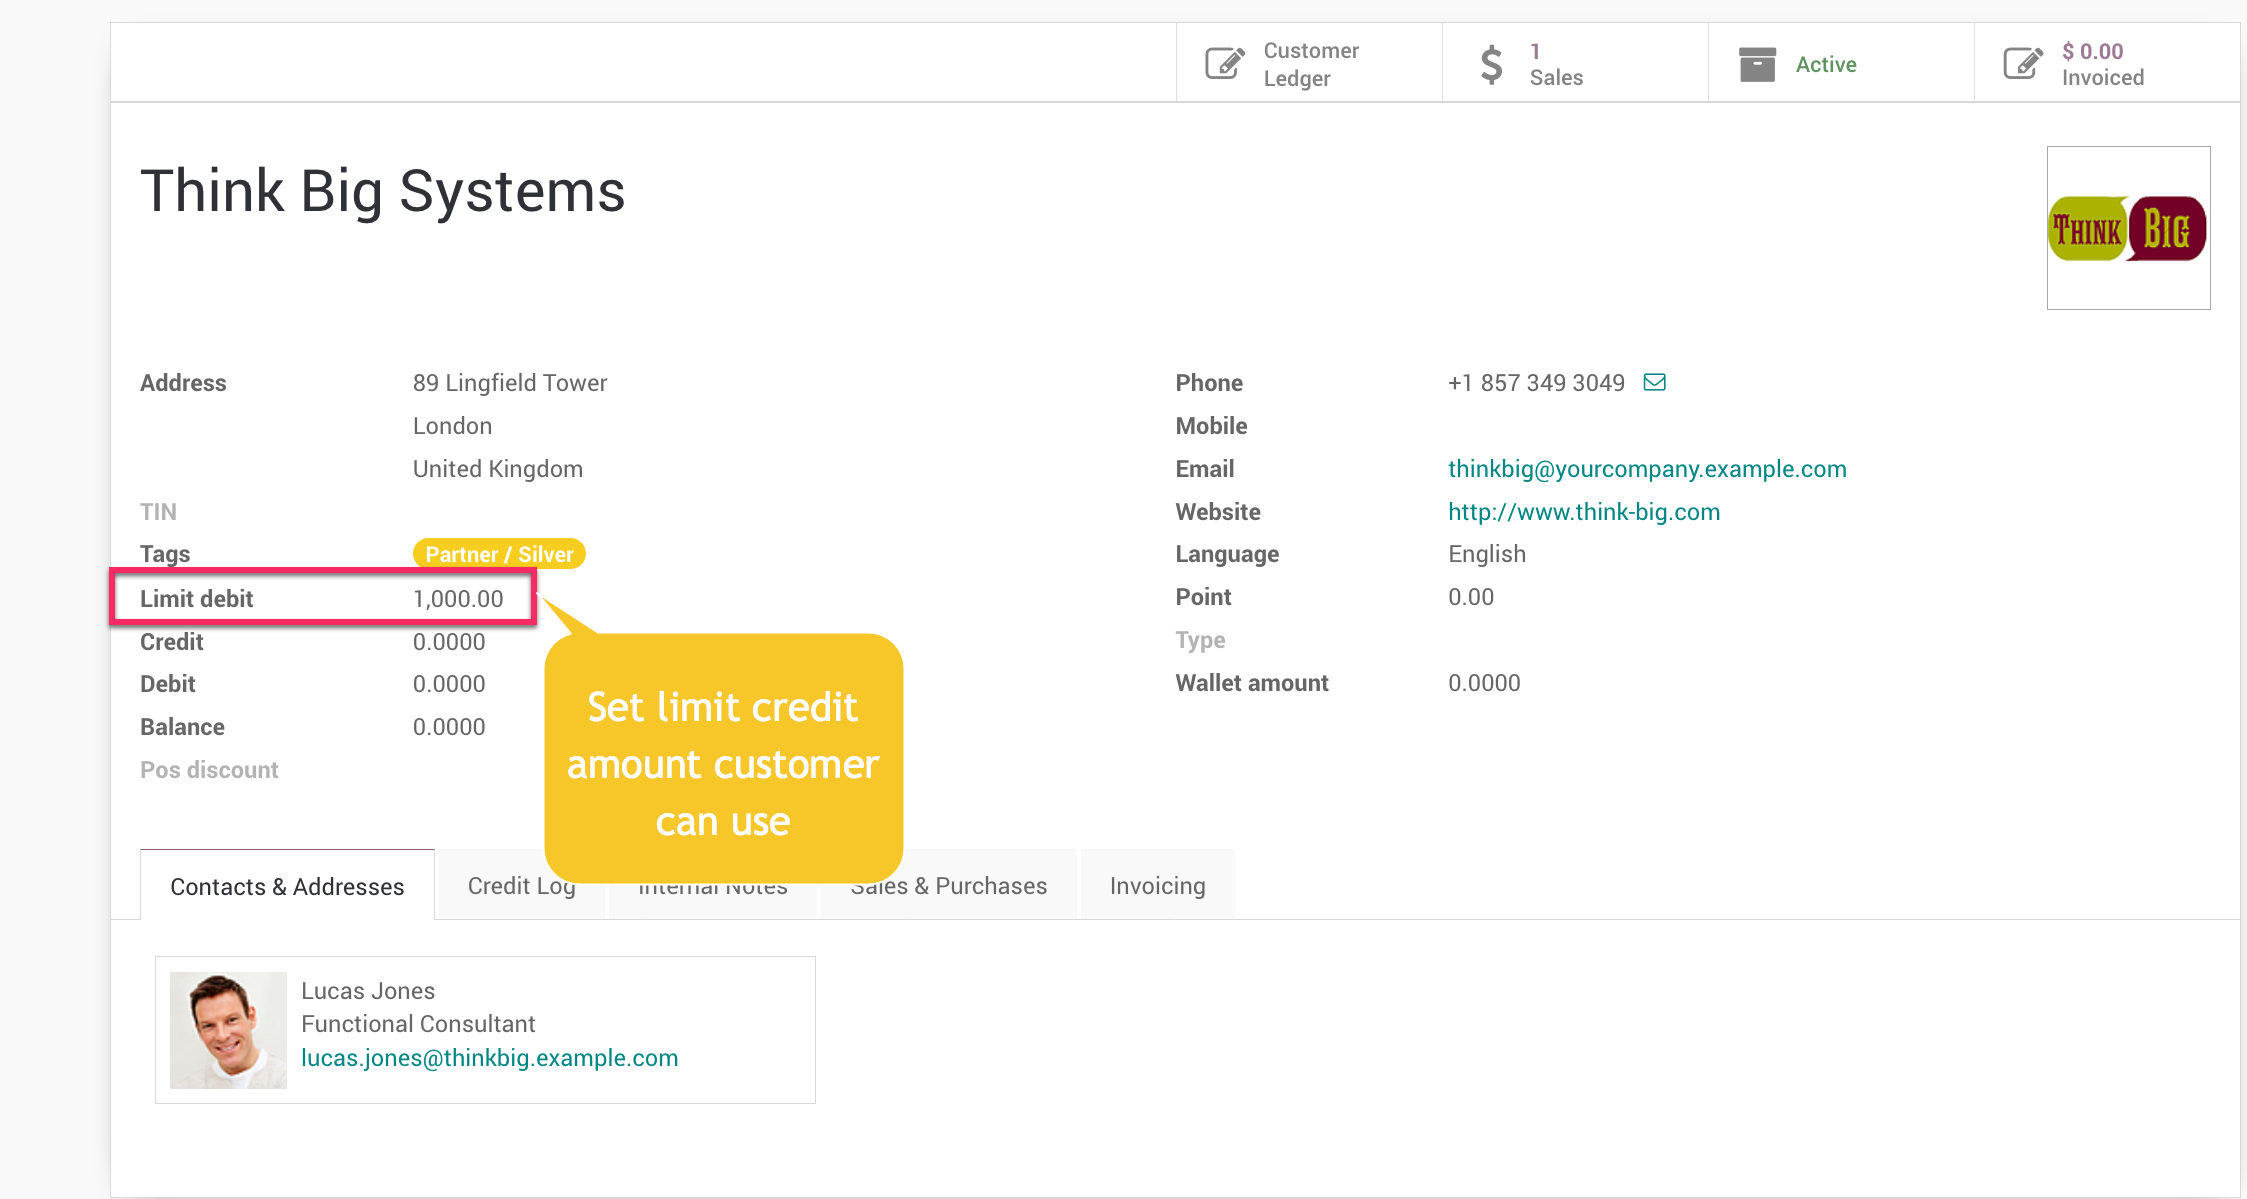 Customer
Ledger
1
Sales
Active
$ 0.00
Invoiced
Think Big Systems
THINK BIG
Address 89 Lingfield Tower
London
United Kingdom
TIN
Tags Partner / Silver
Limit debit 1,000.00
Credit 0.0000
Debit 0.0000
Balance 0.0000
Pos discount
Phone +1 857 349 3049
Mobile
Email thinkbig@yourcompany.example.com
Website http://www.think-big.com
Language English
Point 0.00
Type
Wallet amount 0.0000
Set limit credit
amount customer
can use
Contacts & Addresses Credit Log Internal Notes Sales & Purchases Invoicing
Lucas Jones
Functional Consultant
lucas.jones@thinkbig.example.com